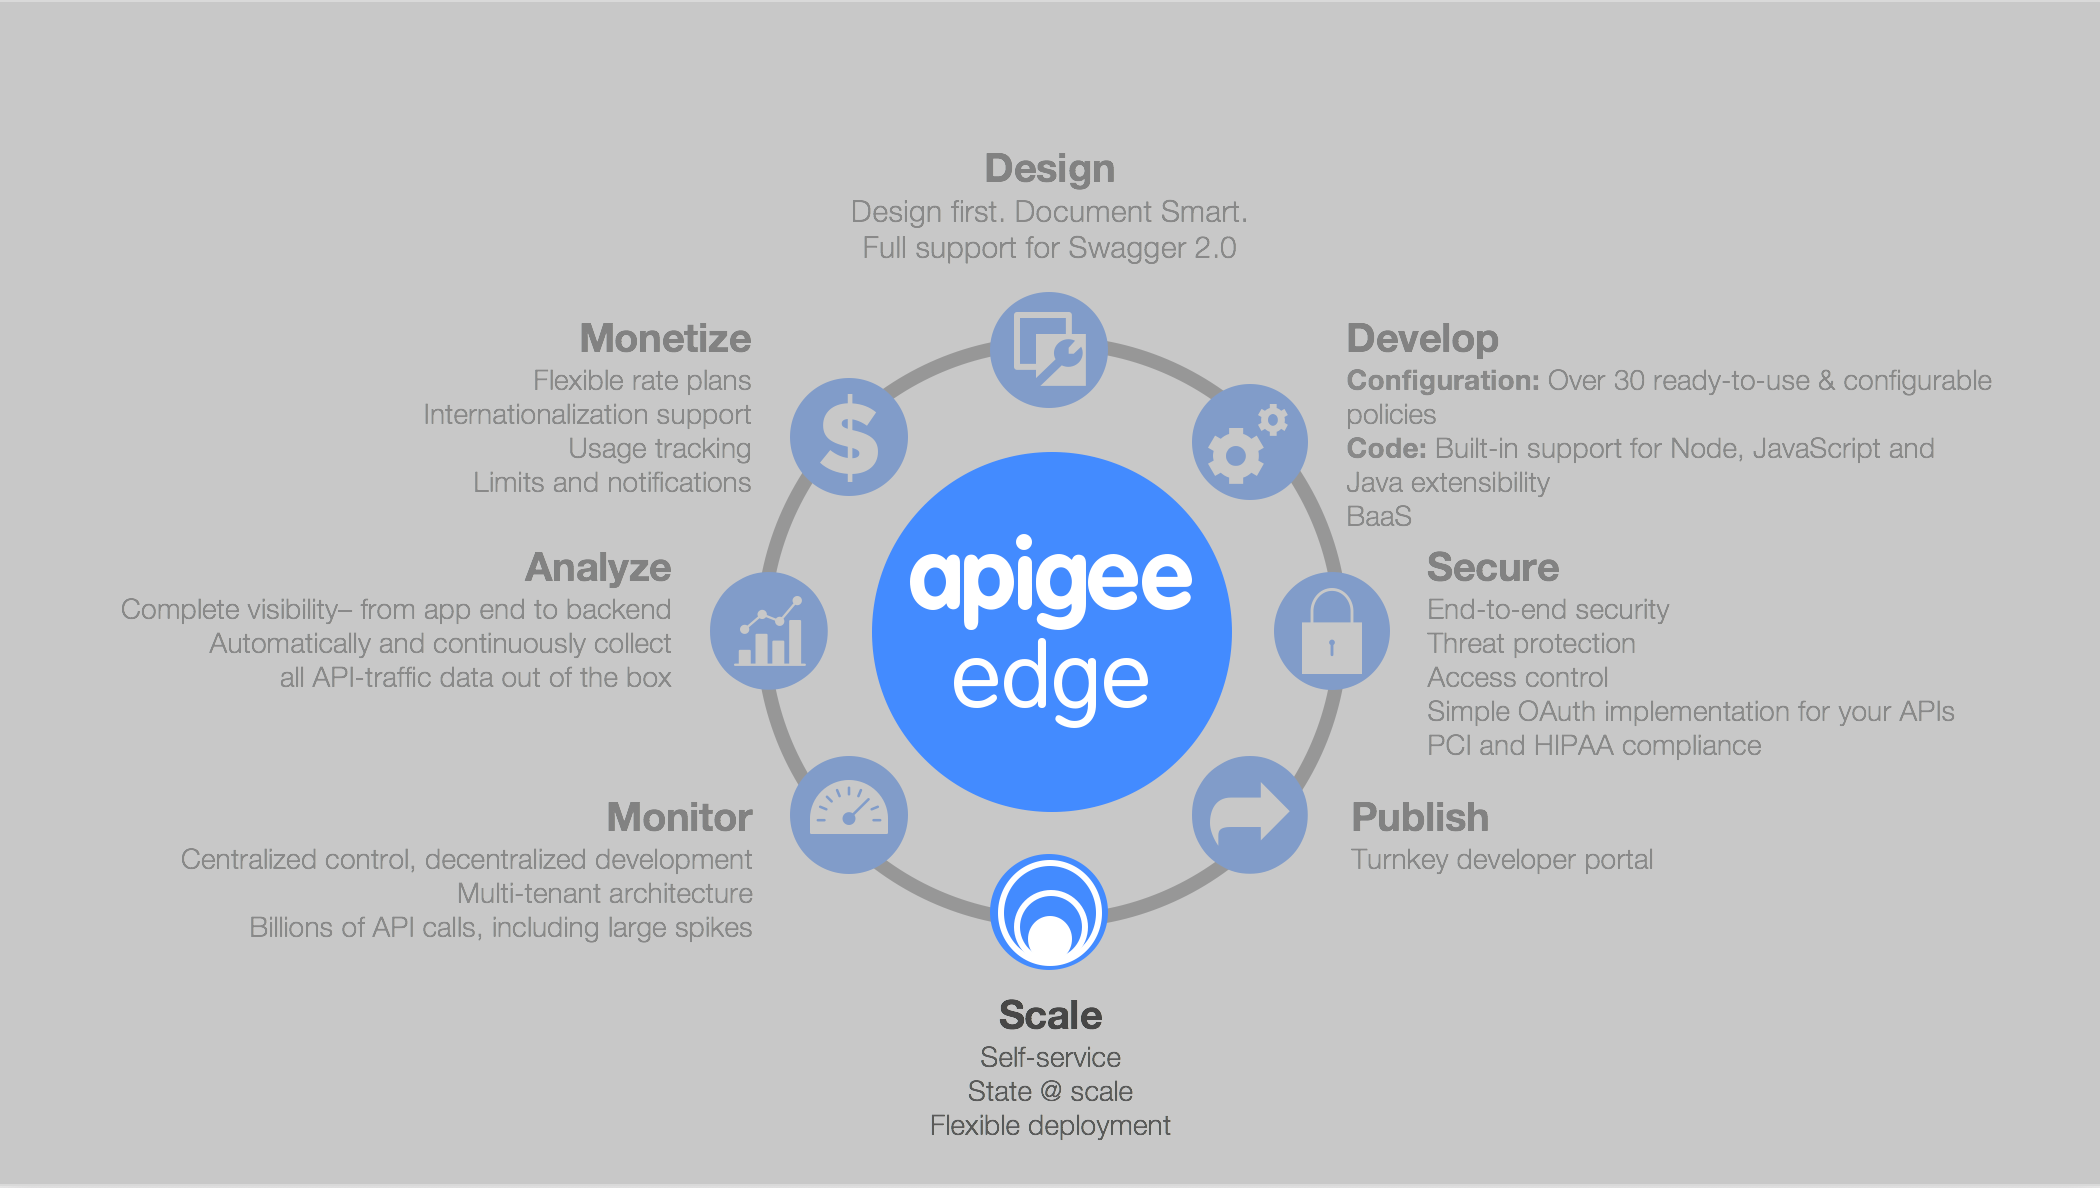 Design
Design first. Document Smart.
Full support for Swagger 2.0
Monetize
Flexible rate plans
Internationalization support
Usage tracking
Limits and notifications
Develop
Configuration: Over 30 ready-to-use & configurable
policies
Code: Built-in support for Node, JavaScript and
Java extensibility
BaaS
Analyze
Complete visibility– from app end to backend
Automatically and continuously collect
all API-traffic data out of the box
apigee
edge
Secure
End-to-end security
Threat protection
Access control
Simple OAuth implementation for your APIs
PCI and HIPAA compliance
Monitor
Centralized control, decentralized development
Multi-tenant architecture
Billions of API calls, including large spikes
Publish
Turnkey developer portal
Scale
Self-service
State @ scale
Flexible deployment